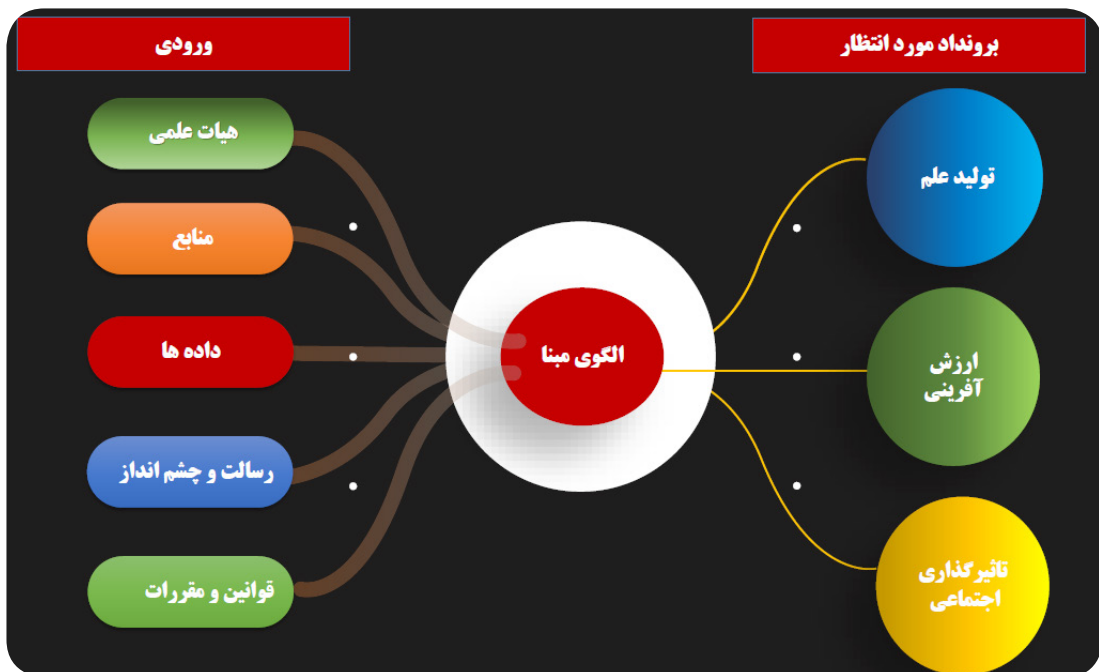 برونداد مورد انتظار
ورودی
هیات علمی
منابع
داده ها
رسالت و چشم انداز
قوانین و مقررات
الگوی مبنا
تولید علم
ارزش
آفرینی
تاثیرگذاری
اجتماعی